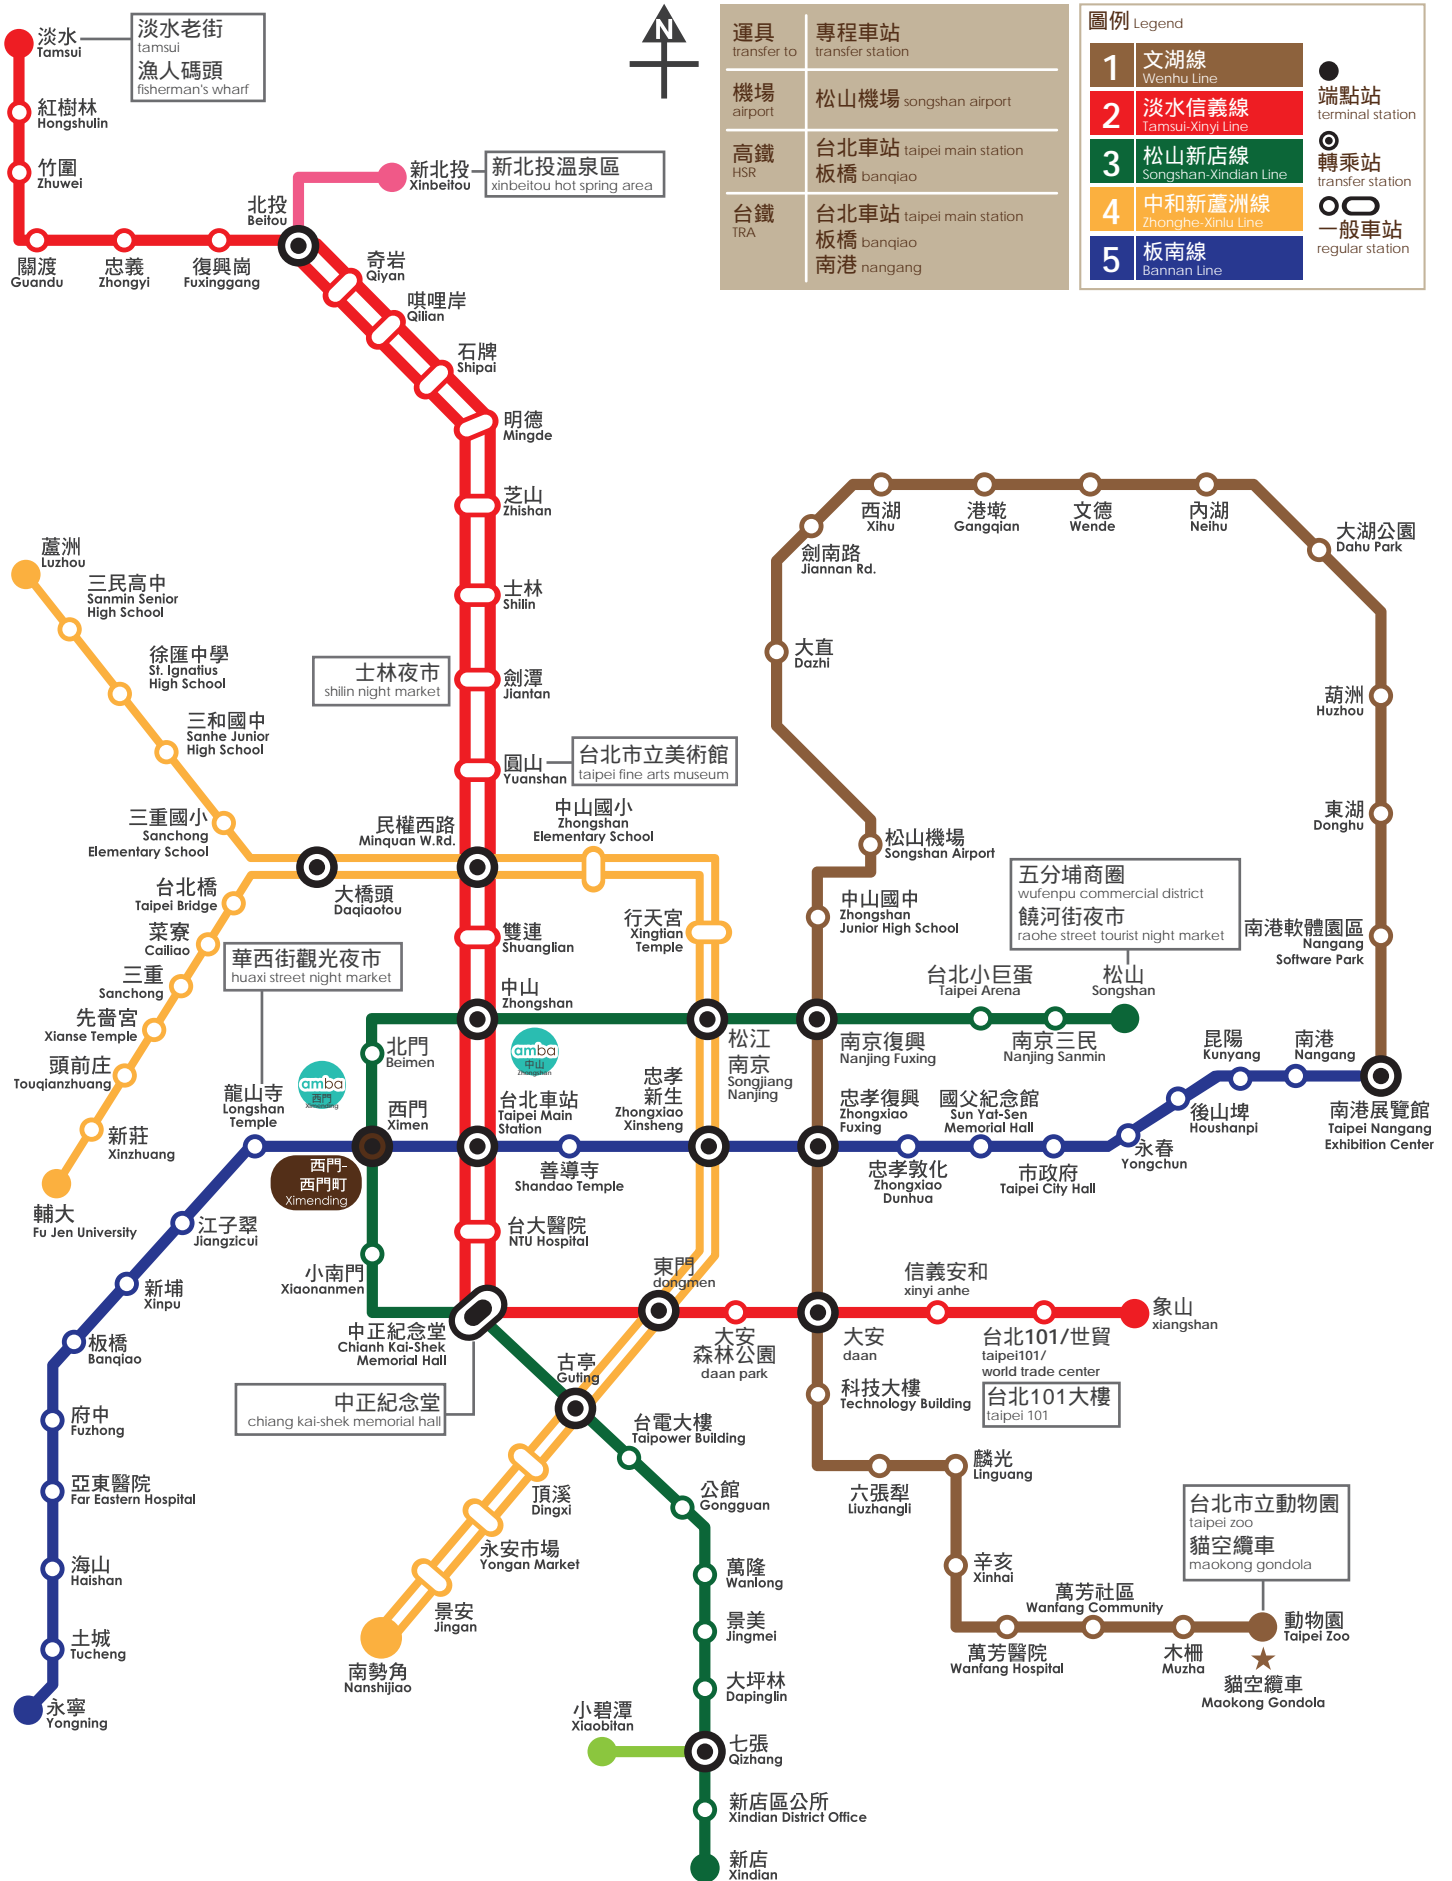 淡水
Tamsui
淡水老街
tamsui
漁人碼頭
fisherman's wharf
紅樹林
Hongshulin
竹圍
Zhuwei
關渡
Guandu
忠義
Zhongyi
復興崗
Fuxinggang
北投
Beitou
新北投
Xinbeitou
新北投溫泉區
xinbeitou hot spring area
N
運具
transfer to
專程車站
transfer station
機場
airport
松山機場 songshan airport
高鐵
HSR
台北車站 taipei main station
板橋 banqiao
台鐵
TRA
台北車站 taipei main station
板橋 banqiao
南港 nangang
圖例 Legend
1 文湖線
Wenhu Line
2 淡水信義線
Tamsui-Xinyi Line
3 松山新店線
Songshan-Xindian Line
4 中和新蘆洲線
Zhonghe-Xinlu Line
5 板南線
Bannan Line
端點站
terminal station
轉乘站
transfer station
一般車站
regular station
奇岩
Qiyan
唭哩岸
Qilian
石牌
Shipai
明德
Mingde
芝山
Zhishan
士林
Shilin
士林夜市
shilin night market
劍潭
Jiantan
圓山
Yuanshan
台北市立美術館
taipei fine arts museum
民權西路
Minquan W.Rd.
雙連
Shuanglian
中山
Zhongshan
amba
中山
Zhongshan
台北車站
Taipei Main
Station
台大醫院
NTU Hospital
中正紀念堂
Chianh Kai-Shek
Memorial Hall
中正紀念堂
chiang kai-shek memorial hall
東門
dongmen
大安
森林公園
daan park
大安
daan
信義安和
xinyi anhe
台北101/世貿
taipei101/
world trade center
台北101大樓
taipei 101
象山
xiangshan
蘆洲
Luzhou
三民高中
Sanmin Senior
High School
徐匯中學
St. Ignatius
High School
三和國中
Sanhe Junior
High School
三重國小
Sanchong
Elementary School
台北橋
Taipei Bridge
菜寮
Cailiao
三重
Sanchong
先嗇宮
Xianse Temple
頭前庄
Touqianzhuang
新莊
Xinzhuang
輔大
Fu Jen University
大橋頭
Daqiaotou
中山國小
Zhongshan
Elementary School
行天宮
Xingtian
Temple
松江
南京
Songjiang
Nanjing
忠孝
新生
Zhongxiao
Xinsheng
古亭
Guting
頂溪
Dingxi
永安市場
Yongan Market
景安
Jingan
南勢角
Nanshijiao
西湖
Xihu
港墘
Gangqian
文德
Wende
內湖
Neihu
大湖公園
Dahu Park
劍南路
Jiannan Rd.
大直
Dazhi
葫洲
Huzhou
東湖
Donghu
松山機場
Songshan Airport
中山國中
Zhongshan
Junior High School
南港軟體園區
Nangang
Software Park
五分埔商圈
wufenpu commercial district
饒河街夜市
raohe street tourist night market
台北小巨蛋
Taipei Arena
松山
Songshan
南京復興
Nanjing Fuxing
南京三民
Nanjing Sanmin
昆陽
Kunyang
南港
Nangang
南港展覽館
Taipei Nangang
Exhibition Center
後山埤
Houshanpi
永春
Yongchun
忠孝復興
Zhongxiao
Fuxing
國父紀念館
Sun Yat-Sen
Memorial Hall
忠孝敦化
Zhongxiao
Dunhua
市政府
Taipei City Hall
善導寺
Shandao Temple
華西街觀光夜市
huaxi street night market
龍山寺
Longshan
Temple
amba
西門
Ximending
北門
Beimen
西門
Ximen
西門-
西門町
Ximending
小南門
Xiaonanmen
江子翠
Jiangzicui
新埔
Xinpu
板橋
Banqiao
府中
Fuzhong
亞東醫院
Far Eastern Hospital
海山
Haishan
土城
Tucheng
永寧
Yongning
台電大樓
Taipower Building
公館
Gongguan
萬隆
Wanlong
景美
Jingmei
大坪林
Dapinglin
小碧潭
Xiaobitan
七張
Qizhang
新店區公所
Xindian District Office
新店
Xindian
科技大樓
Technology Building
六張犁
Liuzhangli
麟光
Linguang
辛亥
Xinhai
萬芳醫院
Wanfang Hospital
萬芳社區
Wanfang Community
木柵
Muzha
台北市立動物園
taipei zoo
貓空纜車
maokong gondola
動物園
Taipei Zoo
貓空纜車
Maokong Gondola